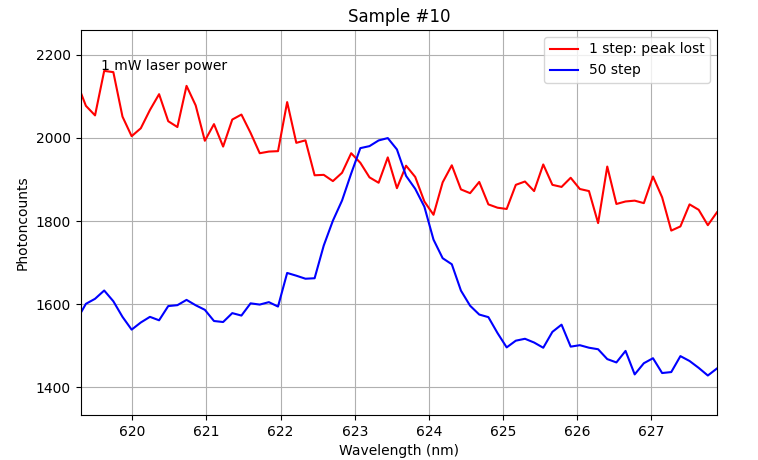 Sample #10
2200
2000
1800
1600
1400
Photoncounts
1 mW laser power
1 step: peak lost
50 step
620 621 622 623 624 625 626 627
Wavelength (nm)